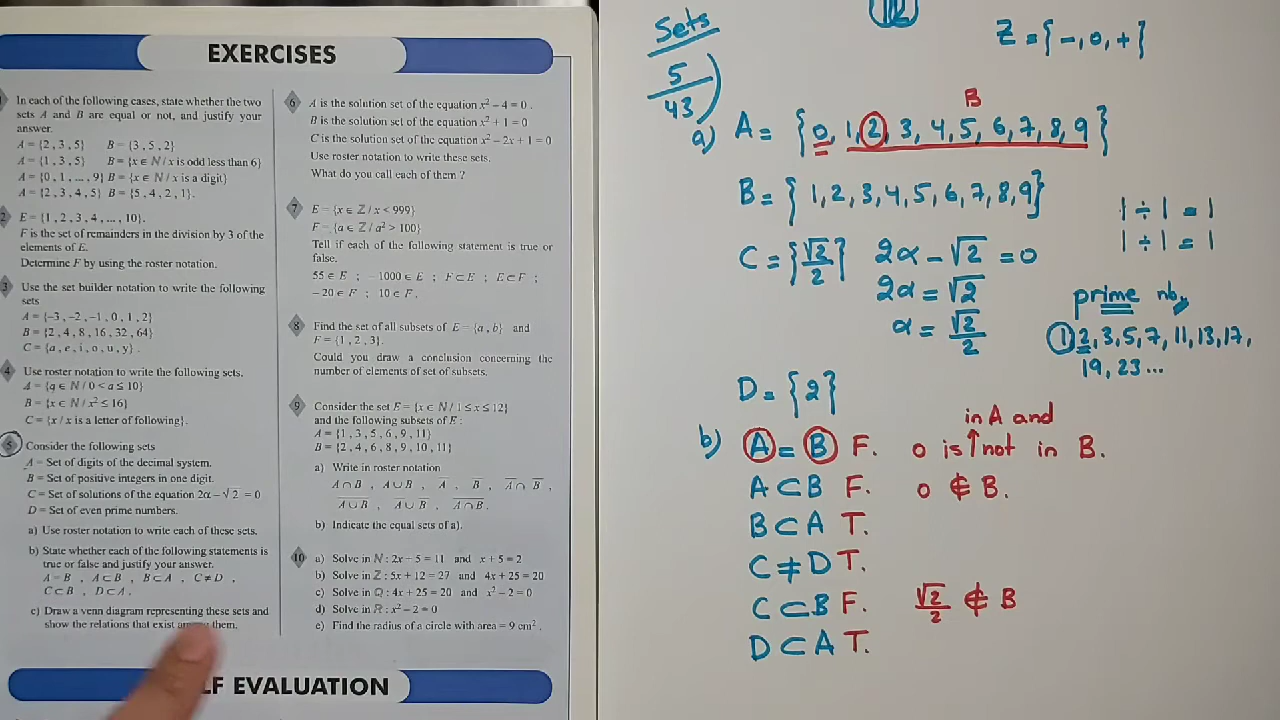 EXERCISES
In each of the following cases, state whether the two
sets A and B are equal or not, and justify your
answer.
A = {2, 3, 5} B = {3, 5, 2}
A = {1, 3, 5} B = {x ∈ N / x is odd less than 6}
A = {0, 1, ... , 9} B = {x ∈ N / x is a digit}
A = {2, 3, 4, 5} B = {5, 4, 2, 1}.
2 E = {1, 2, 3, 4, ..., 10}.
F is the set of remainders in the division by 3 of the
elements of E.
Determine F by using the roster notation.
3 Use the set builder notation to write the following
sets
A = {-3, -2, -1, 0, 1, 2}
B = {2, 4, 8, 16, 32, 64}
C = {a, e, i, o, u, y}.
4 Use roster notation to write the following sets.
A = {a ∈ N / 0 < a ≤ 10}
B = {x ∈ N / x² ≤ 16}
C = {x / x is a letter of following}.
5 Consider the following sets
A = Set of digits of the decimal system.
B = Set of positive integers in one digit.
C = Set of solutions of the equation 2α - √2 = 0
D = Set of even prime numbers.
a) Use roster notation to write each of these sets.
b) State whether each of the following statements is
true or false and justify your answer.
A = B , A ⊂ B , B ⊂ A , C ≠ D ,
C ⊂ B , D ⊂ A .
c) Draw a venn diagram representing these sets and
show the relations that exist among them.
6 A is the solution set of the equation x² - 4 = 0 .
B is the solution set of the equation x² + 1 = 0
C is the solution set of the equation x² - 2x + 1 = 0
Use roster notation to write these sets.
What do you call each of them ?
7 E = {x ∈ Z / x < 999}
F = {a ∈ Z / a² > 100}
Tell if each of the following statement is true or
false.
55 ∈ E ; -1000 ∈ E ; F ⊂ E ; E ⊂ F ;
-20 ∈ F ; 10 ∈ F .
8 Find the set of all subsets of E = {a , b} and
F = {1 , 2 , 3}.
Could you draw a conclusion concerning the
number of elements of set of subsets.
9 Consider the set E = {x ∈ N / 1 ≤ x ≤ 12}
and the following subsets of E :
A = {1 , 3 , 5 , 6 , 9 , 11}
B = {2 , 4 , 6 , 8 , 9 , 10 , 11}
a) Write in roster notation
A ∩ B , A ∪ B , A̅ , B̅ , A̅ ∩ B̅ ,
b) Indicate the equal sets of a).
10 a) Solve in N : 2x - 5 = 11 and x + 5 = 2
b) Solve in Z : 5x + 12 = 27 and 4x + 25 = 20
c) Solve in Q : 4x + 25 = 20 and x² - 2 = 0
d) Solve in R : x² - 2 = 0
e) Find the radius of a circle with area = 9 cm² .
LF EVALUATION
Sets
5/43)
Z = {-, 0, +}
B
a) A = {0, 1, 2, 3, 4, 5, 6, 7, 8, 9}
B = {1, 2, 3, 4, 5, 6, 7, 8, 9}
C = {√2/2} 2α - √2 = 0
2α = √2
α = √2/2
1 ÷ 1 = 1
1 ÷ 1 = 1
prime nb,
1 2, 3, 5, 7, 11, 13, 17,
19, 23 ...
D = {2}
in A and
b) A = B F. 0 is not in B.
A ⊂ B F. 0 ∉ B.
B ⊂ A T.
C ≠ D T.
C ⊂ B F. √2/2 ∉ B
D ⊂ A T.